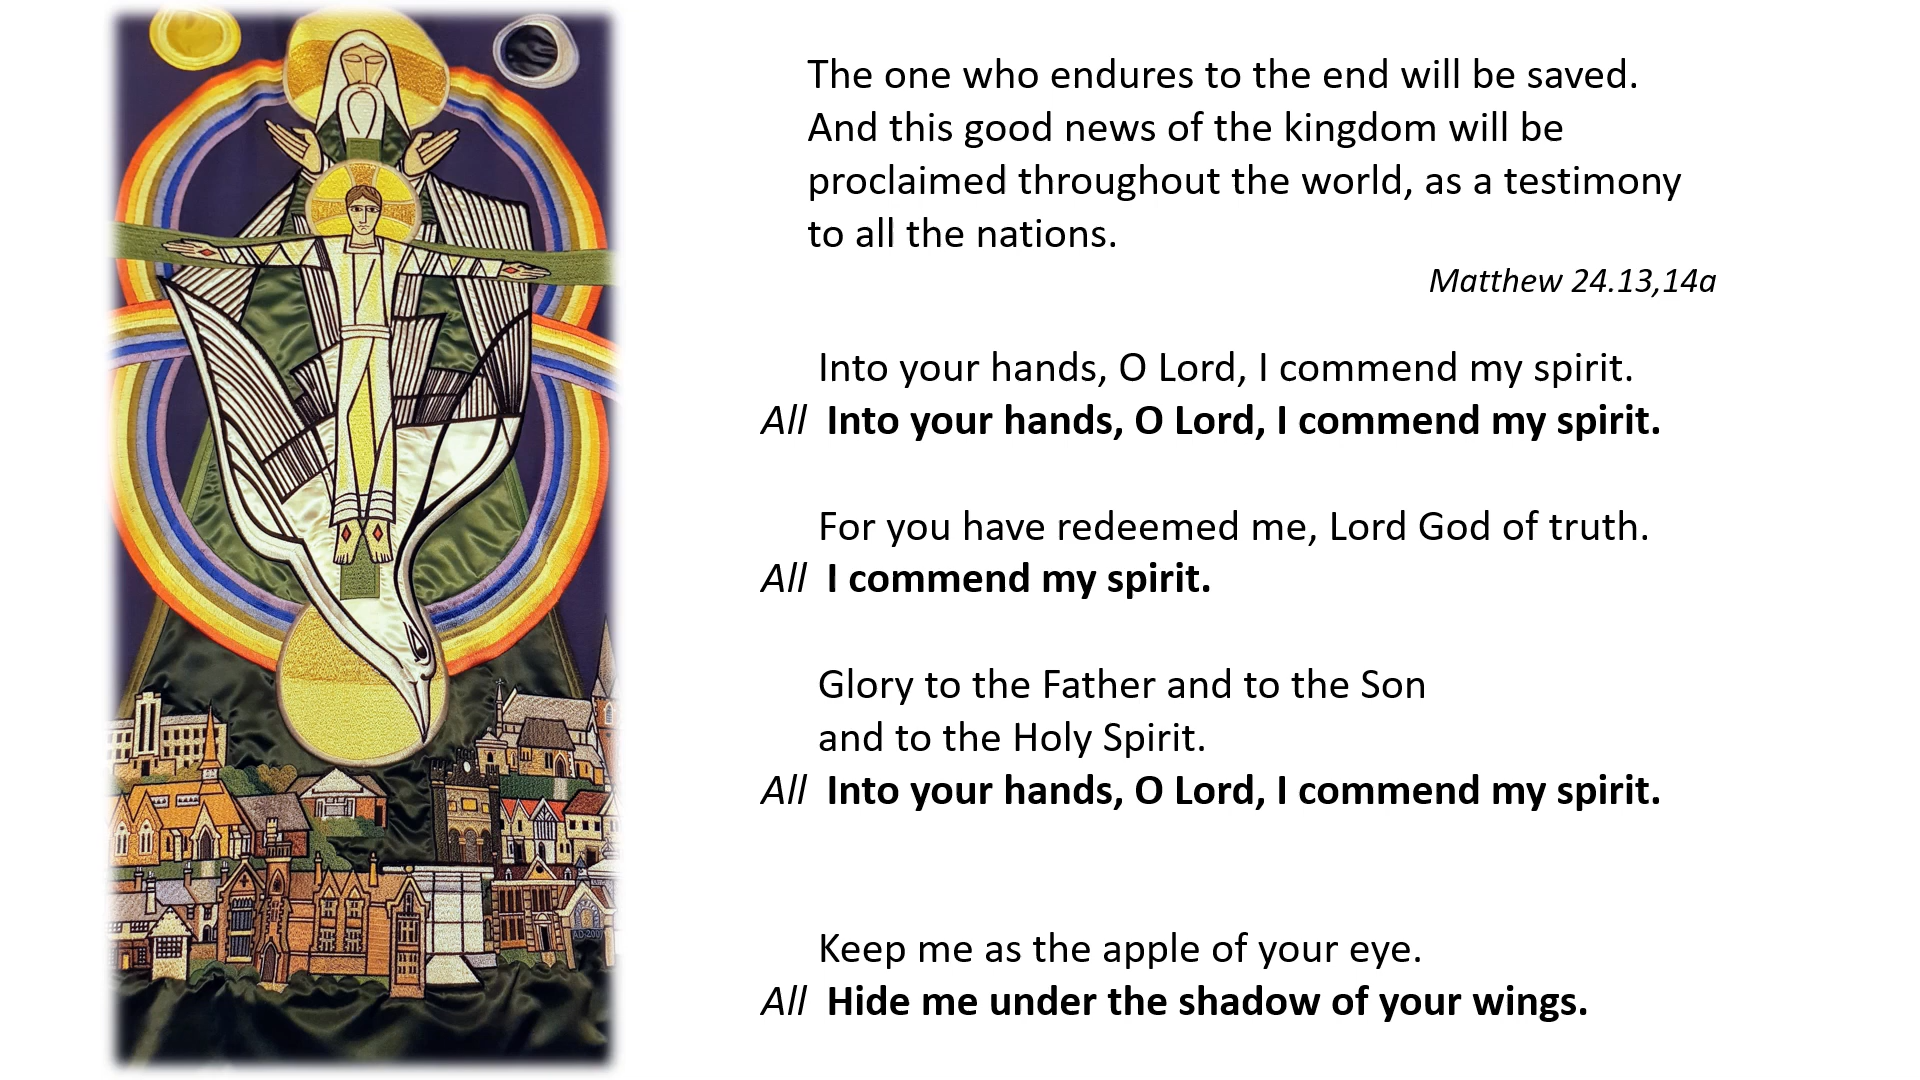 The one who endures to the end will be saved.
And this good news of the kingdom will be
proclaimed throughout the world, as a testimony
to all the nations.
Matthew 24.13,14a
Into your hands, O Lord, I commend my spirit.
All Into your hands, O Lord, I commend my spirit.
For you have redeemed me, Lord God of truth.
All I commend my spirit.
Glory to the Father and to the Son
and to the Holy Spirit.
All Into your hands, O Lord, I commend my spirit.
Keep me as the apple of your eye.
All Hide me under the shadow of your wings.